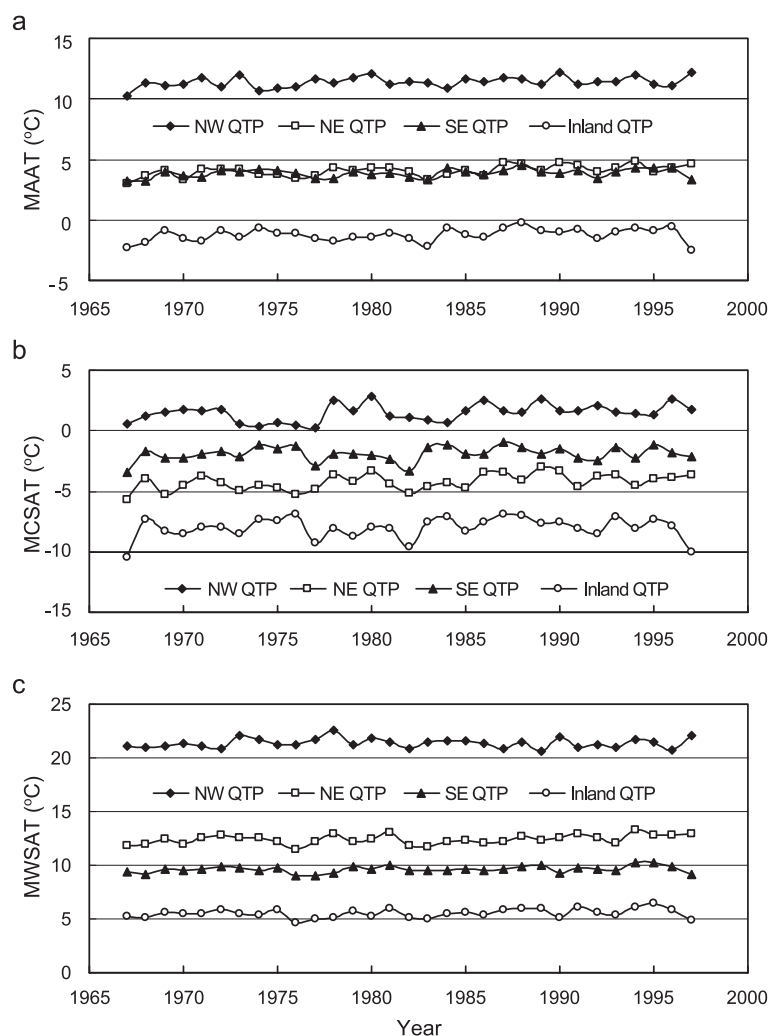 a
15
10
5
0
-5
MAAT (°C)
NW QTP NE QTP SE QTP Inland QTP
1965 1970 1975 1980 1985 1990 1995 2000
b
5
0
-5
-10
-15
MCSAT (°C)
NW QTP NE QTP SE QTP Inland QTP
1965 1970 1975 1980 1985 1990 1995 2000
c
25
20
15
10
5
0
MWSAT (°C)
NW QTP NE QTP SE QTP Inland QTP
1965 1970 1975 1980 1985 1990 1995 2000
Year